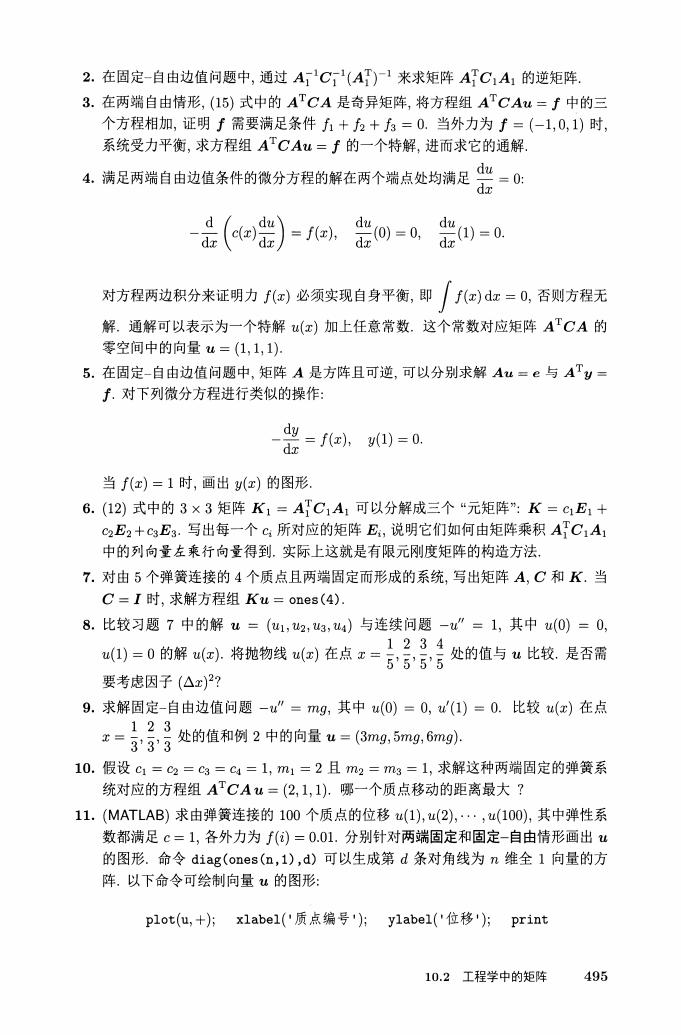 2. 在固定–自由边值问题中, 通过 $A_1^{-1}C_1^{-1}(A_1^{\mathrm{T}})^{-1}$ 来求矩阵 $A_1^{\mathrm{T}}C_1A_1$ 的逆矩阵.
3. 在两端自由情形, (15) 式中的 $A^{\mathrm{T}}CA$ 是奇异矩阵, 将方程组 $A^{\mathrm{T}}CAu = f$ 中的三
个方程相加, 证明 $f$ 需要满足条件 $f_1 + f_2 + f_3 = 0$. 当外力为 $f = (-1, 0, 1)$ 时,
系统受力平衡, 求方程组 $A^{\mathrm{T}}CAu = f$ 的一个特解, 进而求它的通解.
4. 满足两端自由边值条件的微分方程的解在两个端点处均满足 $\frac{\mathrm{d}u}{\mathrm{d}x} = 0$:
$-\frac{\mathrm{d}}{\mathrm{d}x}\left(c(x)\frac{\mathrm{d}u}{\mathrm{d}x}\right) = f(x), \quad \frac{\mathrm{d}u}{\mathrm{d}x}(0) = 0, \quad \frac{\mathrm{d}u}{\mathrm{d}x}(1) = 0.$
对方程两边积分来证明力 $f(x)$ 必须实现自身平衡, 即 $\int f(x)\,\mathrm{d}x = 0$, 否则方程无
解. 通解可以表示为一个特解 $u(x)$ 加上任意常数. 这个常数对应矩阵 $A^{\mathrm{T}}CA$ 的
零空间中的向量 $u = (1, 1, 1)$.
5. 在固定–自由边值问题中, 矩阵 $A$ 是方阵且可逆, 可以分别求解 $Au = e$ 与 $A^{\mathrm{T}}y =$
$f$. 对下列微分方程进行类似的操作:
$-\frac{\mathrm{d}y}{\mathrm{d}x} = f(x), \quad y(1) = 0.$
当 $f(x) = 1$ 时, 画出 $y(x)$ 的图形.
6. (12) 式中的 $3 \times 3$ 矩阵 $K_1 = A_1^{\mathrm{T}}C_1A_1$ 可以分解成三个 “元矩阵”: $K = c_1E_1 +$
$c_2E_2 + c_3E_3$. 写出每一个 $c_i$ 所对应的矩阵 $E_i$, 说明它们如何由矩阵乘积 $A_1^{\mathrm{T}}C_1A_1$
中的列向量左乘行向量得到. 实际上这就是有限元刚度矩阵的构造方法.
7. 对由 5 个弹簧连接的 4 个质点且两端固定而形成的系统, 写出矩阵 $A$, $C$ 和 $K$. 当
$C = I$ 时, 求解方程组 $Ku$ = ones(4).
8. 比较习题 7 中的解 $u = (u_1, u_2, u_3, u_4)$ 与连续问题 $-u'' = 1$, 其中 $u(0) = 0$,
$u(1) = 0$ 的解 $u(x)$. 将抛物线 $u(x)$ 在点 $x = \frac{1}{5}, \frac{2}{5}, \frac{3}{5}, \frac{4}{5}$ 处的值与 $u$ 比较. 是否需
要考虑因子 $(\Delta x)^2$?
9. 求解固定–自由边值问题 $-u'' = mg$, 其中 $u(0) = 0$, $u'(1) = 0$. 比较 $u(x)$ 在点
$x = \frac{1}{3}, \frac{2}{3}, \frac{3}{3}$ 处的值和例 2 中的向量 $u = (3mg, 5mg, 6mg)$.
10. 假设 $c_1 = c_2 = c_3 = c_4 = 1$, $m_1 = 2$ 且 $m_2 = m_3 = 1$, 求解这种两端固定的弹簧系
统对应的方程组 $A^{\mathrm{T}}CAu = (2, 1, 1)$. 哪一个质点移动的距离最大 ?
11. (MATLAB) 求由弹簧连接的 100 个质点的位移 $u(1), u(2), \cdots, u(100)$, 其中弹性系
数都满足 $c = 1$, 各外力为 $f(i) = 0.01$. 分别针对两端固定和固定–自由情形画出 $u$
的图形. 命令 diag(ones(n,1),d) 可以生成第 $d$ 条对角线为 $n$ 维全 1 向量的方
阵. 以下命令可绘制向量 $u$ 的图形:
plot(u,+); xlabel('质点编号'); ylabel('位移'); print
10.2 工程学中的矩阵 495